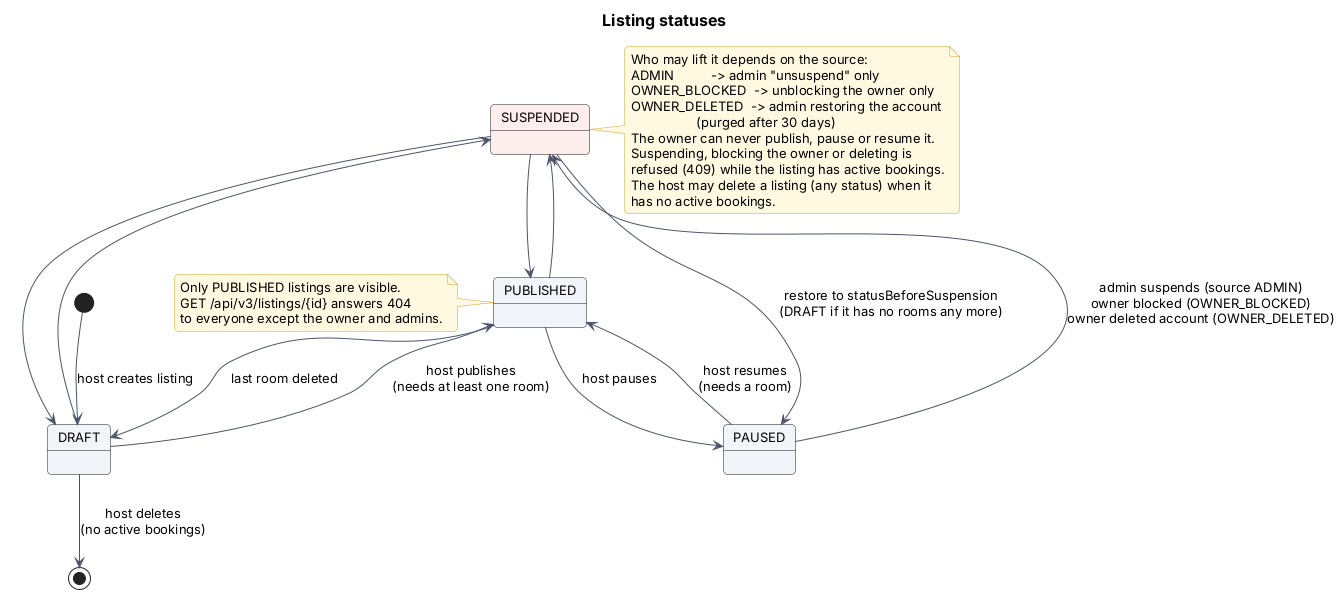 Listing statuses
Who may lift it depends on the source:
ADMIN -> admin "unsuspend" only
OWNER_BLOCKED -> unblocking the owner only
OWNER_DELETED -> admin restoring the account
(purged after 30 days)
The owner can never publish, pause or resume it.
Suspending, blocking the owner or deleting is
refused (409) while the listing has active bookings.
The host may delete a listing (any status) when it
has no active bookings.
SUSPENDED
Only PUBLISHED listings are visible.
GET /api/v3/listings/{id} answers 404
to everyone except the owner and admins.
PUBLISHED
restore to statusBeforeSuspension
(DRAFT if it has no rooms any more)
admin suspends (source ADMIN)
owner blocked (OWNER_BLOCKED)
owner deleted account (OWNER_DELETED)
host creates listing
last room deleted
host publishes
(needs at least one room)
host pauses
host resumes
(needs a room)
DRAFT
PAUSED
host deletes
(no active bookings)